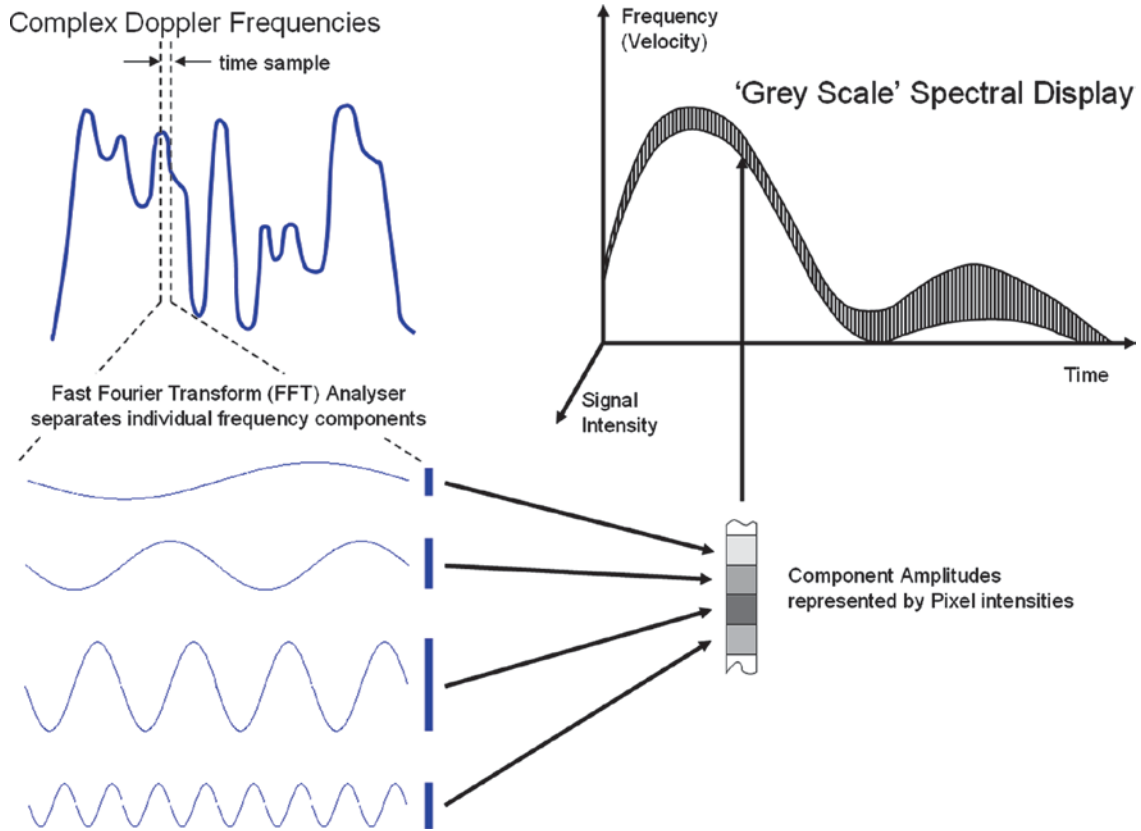 Complex Doppler Frequencies
time sample
Frequency
(Velocity)
‘Grey Scale’ Spectral Display
Time
Signal
Intensity
Fast Fourier Transform (FFT) Analyser
separates individual frequency components
Component Amplitudes
represented by Pixel intensities